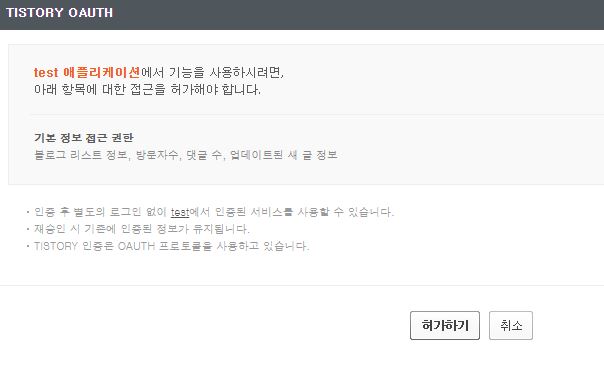 TISTORY OAUTH
test 애플리케이션에서 기능을 사용하시려면,
아래 항목에 대한 접근을 허가해야 합니다.
기본 정보 접근 권한
블로그 리스트 정보, 방문자수, 댓글 수, 업데이트된 새 글 정보
· 인증 후 별도의 로그인 없이 test에서 인증된 서비스를 사용할 수 있습니다.
· 재승인 시 기존에 인증된 정보가 유지됩니다.
· TISTORY 인증은 OAUTH 프로토콜을 사용하고 있습니다.
허가하기 취소